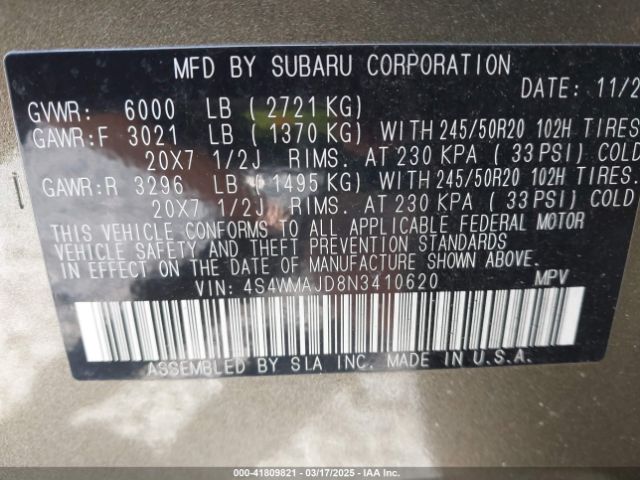 MFD BY SUBARU CORPORATION
DATE: 11/2
GVWR: 6000 LB ( 2721 KG)
GAWR:F 3021 LB ( 1370 KG) WITH 245/50R20 102H TIRES
20X7 1/2J RIMS. AT 230 KPA ( 33 PSI) COLD
GAWR:R 3296 LB ( 1495 KG) WITH 245/50R20 102H TIRES.
20X7 1/2J RIMS. AT 230 KPA ( 33 PSI) COLD
THIS VEHICLE CONFORMS TO ALL APPLICABLE FEDERAL MOTOR
VEHICLE SAFETY AND THEFT PREVENTION STANDARDS
IN EFFECT ON THE DATE OF MANUFACTURE SHOWN ABOVE.
VIN: 4S4WMAJD8N3410620 MPV
ASSEMBLED BY SIA INC. MADE IN U.S.A.
000-41809821 - 03/17/2025 - IAA Inc.